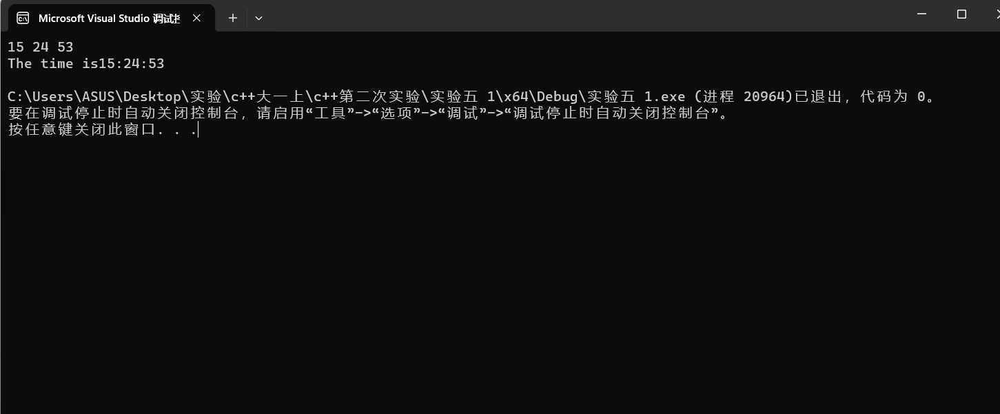 Microsoft Visual Studio 调试
15 24 53
The time is15:24:53
C:\Users\ASUS\Desktop\实验\c++大一上\c++第二次实验\实验五 1\x64\Debug\实验五 1.exe (进程 20964)已退出，代码为 0。
要在调试停止时自动关闭控制台，请启用“工具”->“选项”->“调试”->“调试停止时自动关闭控制台”。
按任意键关闭此窗口. . .